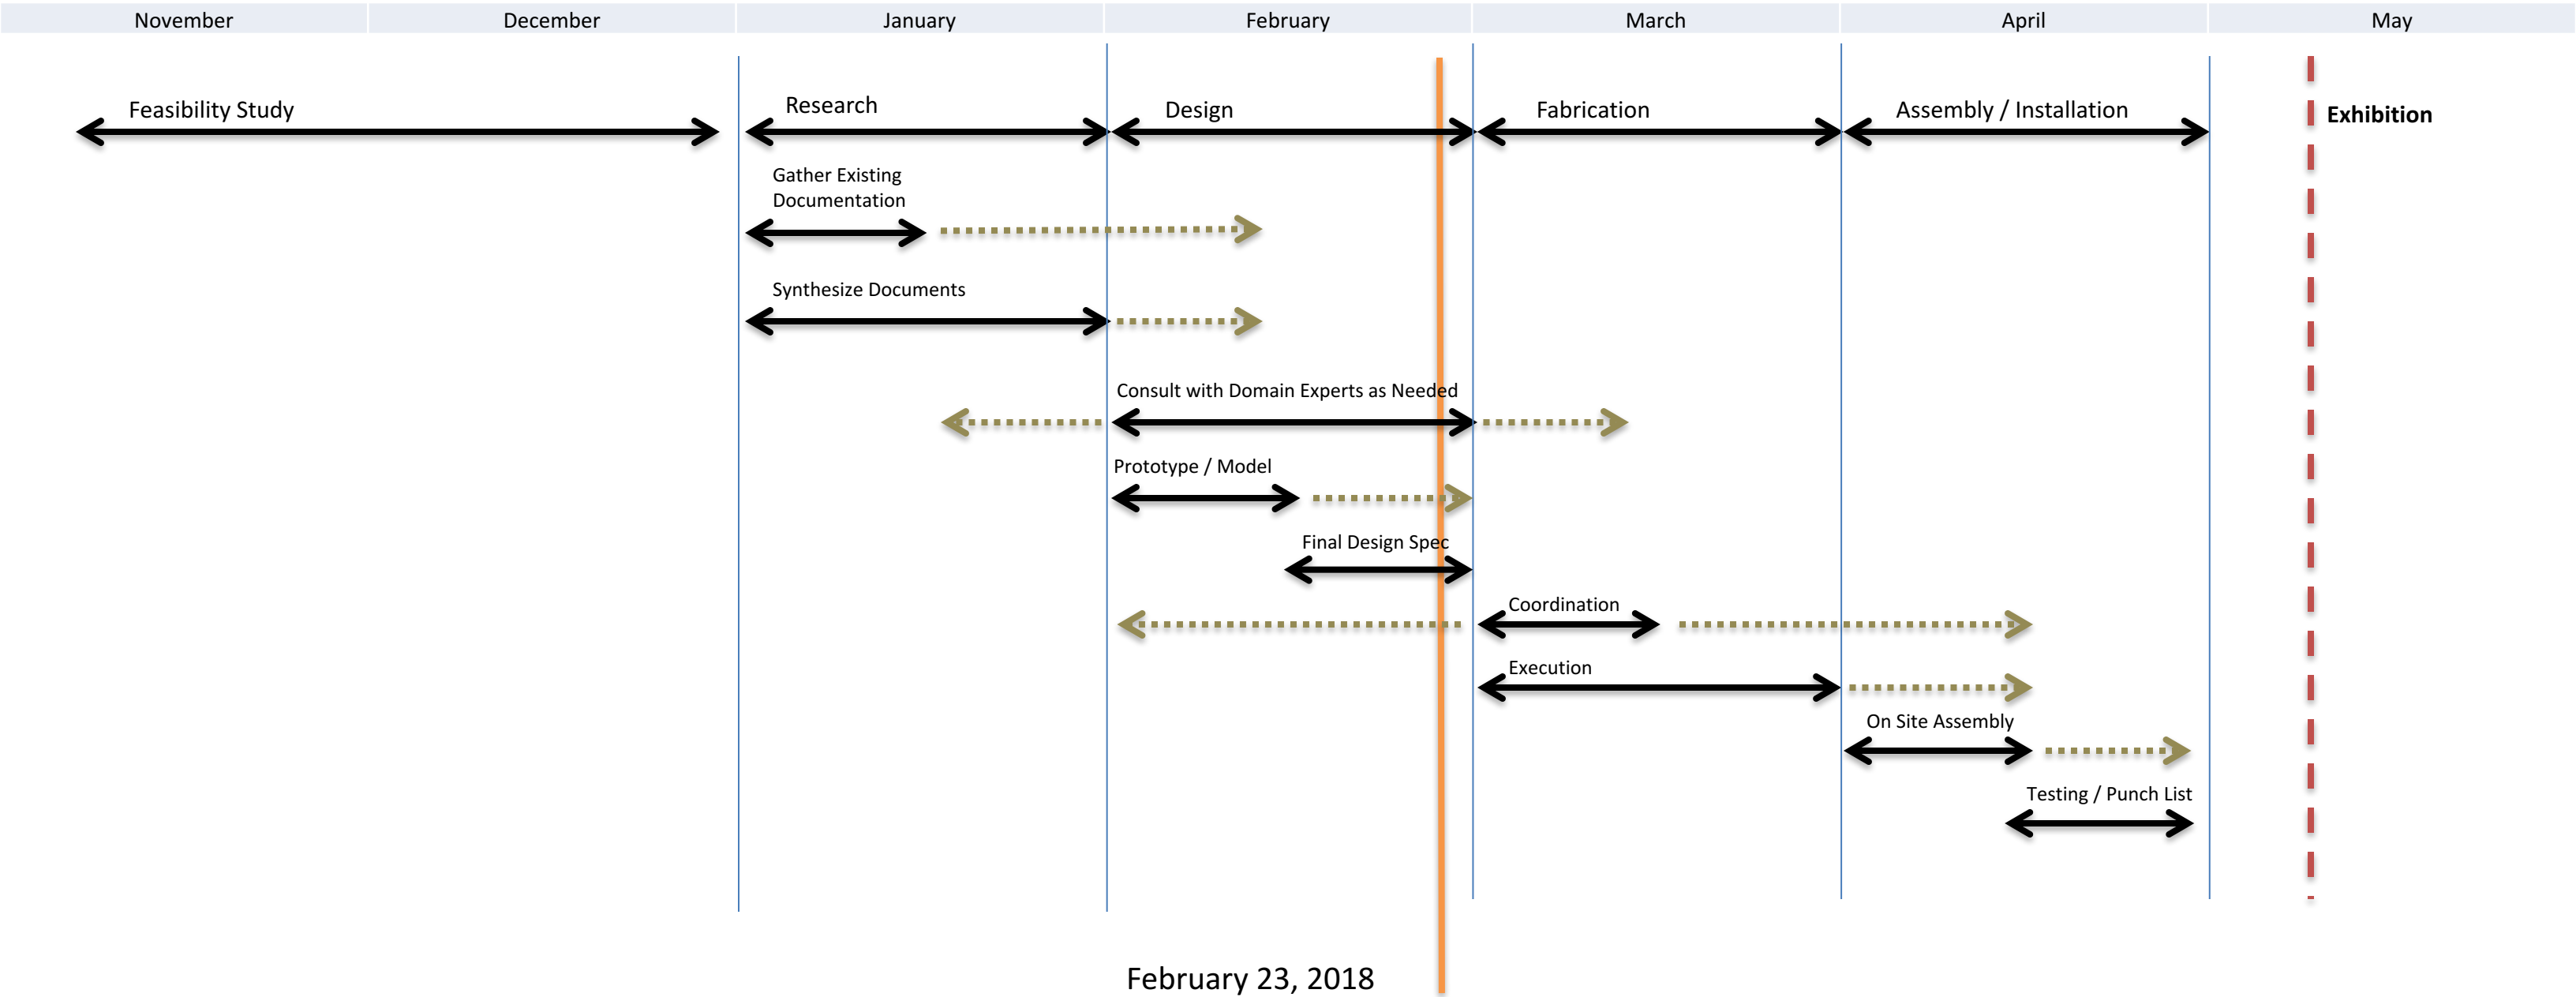 November December January February March April May
Feasibility Study Research Design Fabrication Assembly / Installation Exhibition
Gather Existing
Documentation
Synthesize Documents
Consult with Domain Experts as Needed
Prototype / Model
Final Design Spec
Coordination
Execution
On Site Assembly
Testing / Punch List
February 23, 2018